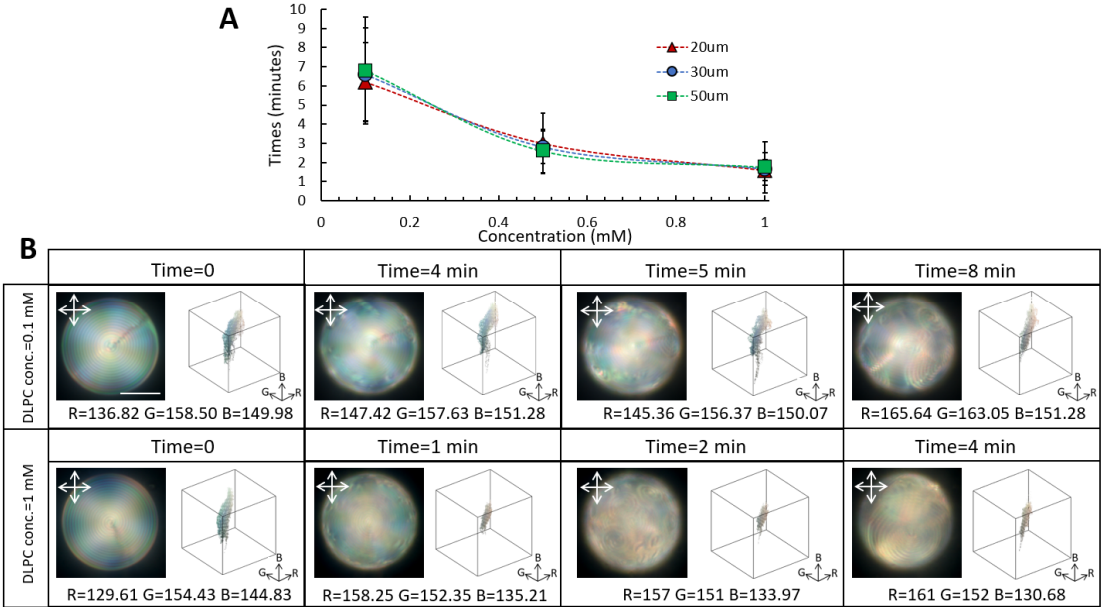 A
Times (minutes)
10
9
8
7
6
5
4
3
2
1
0
20um
30um
50um
0 0.2 0.4 0.6 0.8 1
Concentration (mM)
B
Time=0 Time=4 min Time=5 min Time=8 min
DLPC conc.=0.1 mM
B G R B G R B G R B G R
R=136.82 G=158.50 B=149.98 R=147.42 G=157.63 B=151.28 R=145.36 G=156.37 B=150.07 R=165.64 G=163.05 B=151.28
Time=0 Time=1 min Time=2 min Time=4 min
DLPC conc.=1 mM
B G R B G R B G R B G R
R=129.61 G=154.43 B=144.83 R=158.25 G=152.35 B=135.21 R=157 G=151 B=133.97 R=161 G=152 B=130.68